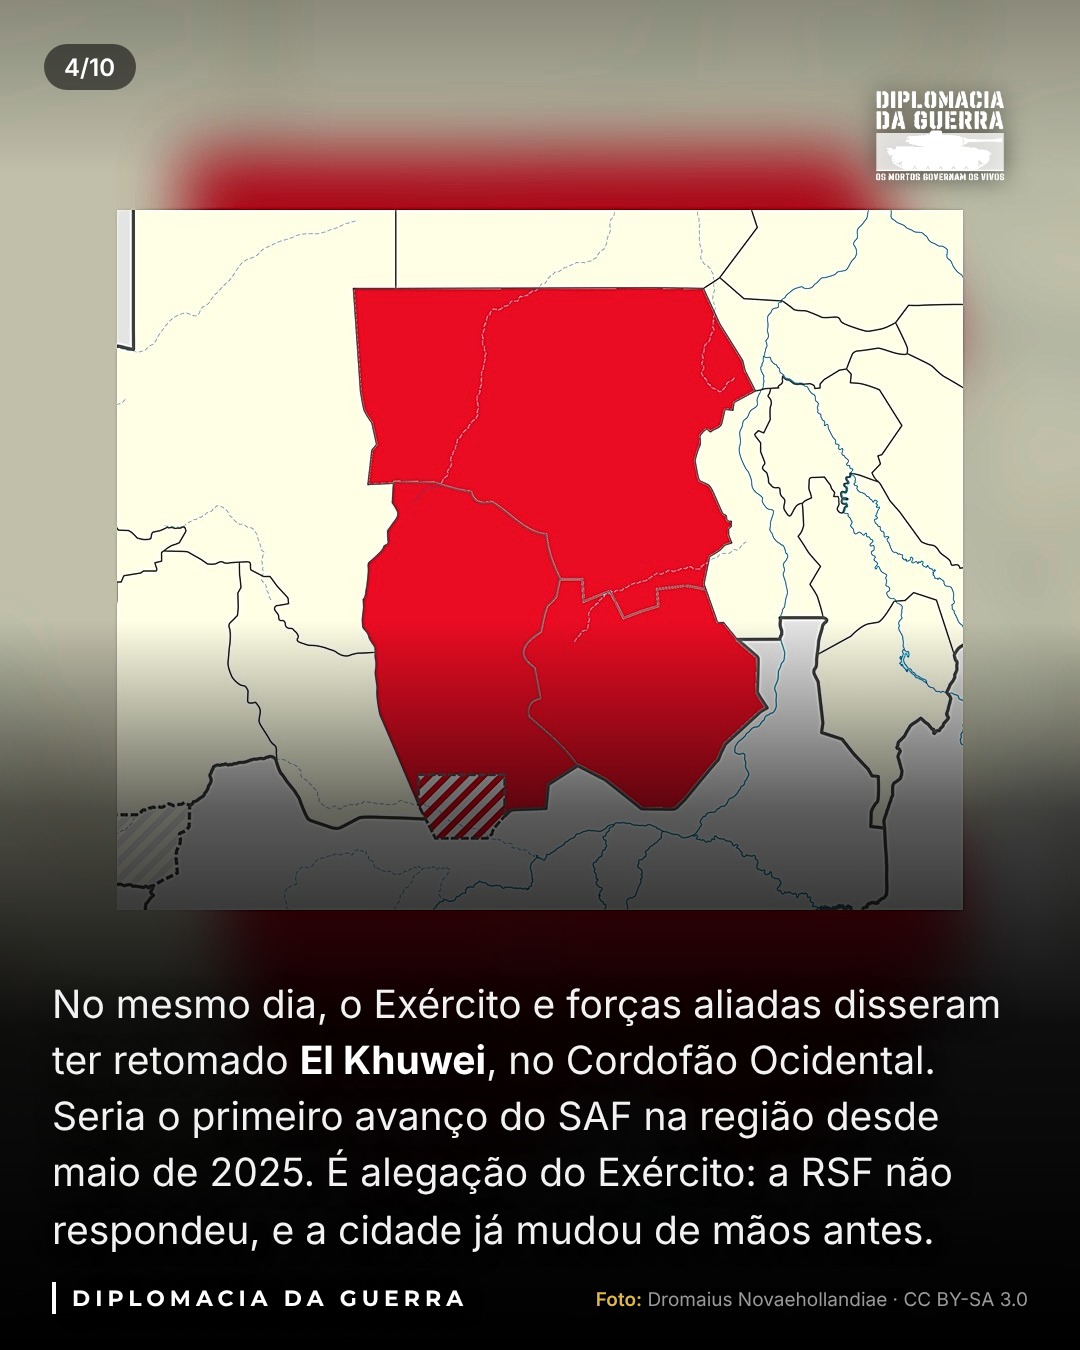 4/10
DIPLOMACIA
DA GUERRA
OS MORTOS GOVERNAM OS VIVOS
No mesmo dia, o Exército e forças aliadas disseram
ter retomado El Khuwei, no Cordofão Ocidental.
Seria o primeiro avanço do SAF na região desde
maio de 2025. É alegação do Exército: a RSF não
respondeu, e a cidade já mudou de mãos antes.
DIPLOMACIA DA GUERRA
Foto: Dromaius Novaehollandiae · CC BY-SA 3.0